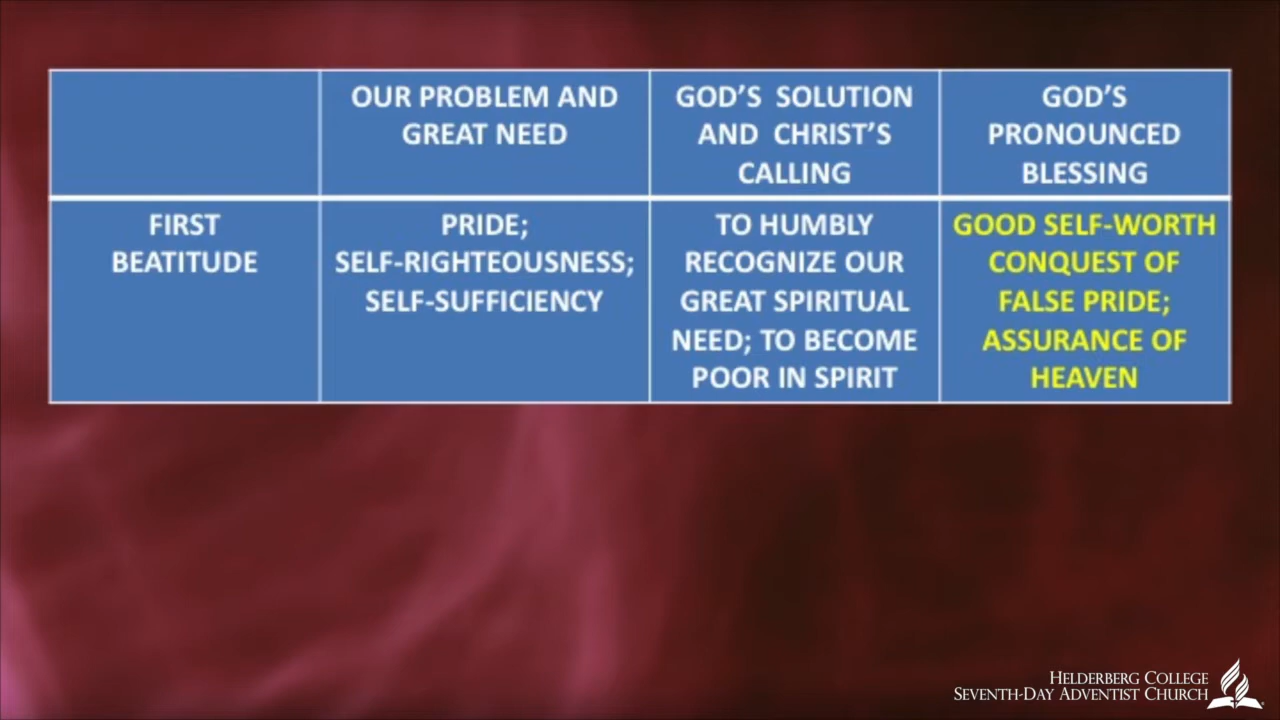 OUR PROBLEM AND
GREAT NEED
GOD'S SOLUTION
AND CHRIST'S
CALLING
GOD'S
PRONOUNCED
BLESSING
FIRST
BEATITUDE
PRIDE;
SELF-RIGHTEOUSNESS;
SELF-SUFFICIENCY
TO HUMBLY
RECOGNIZE OUR
GREAT SPIRITUAL
NEED; TO BECOME
POOR IN SPIRIT
GOOD SELF-WORTH
CONQUEST OF
FALSE PRIDE;
ASSURANCE OF
HEAVEN
HELDERBERG COLLEGE
SEVENTH-DAY ADVENTIST CHURCH